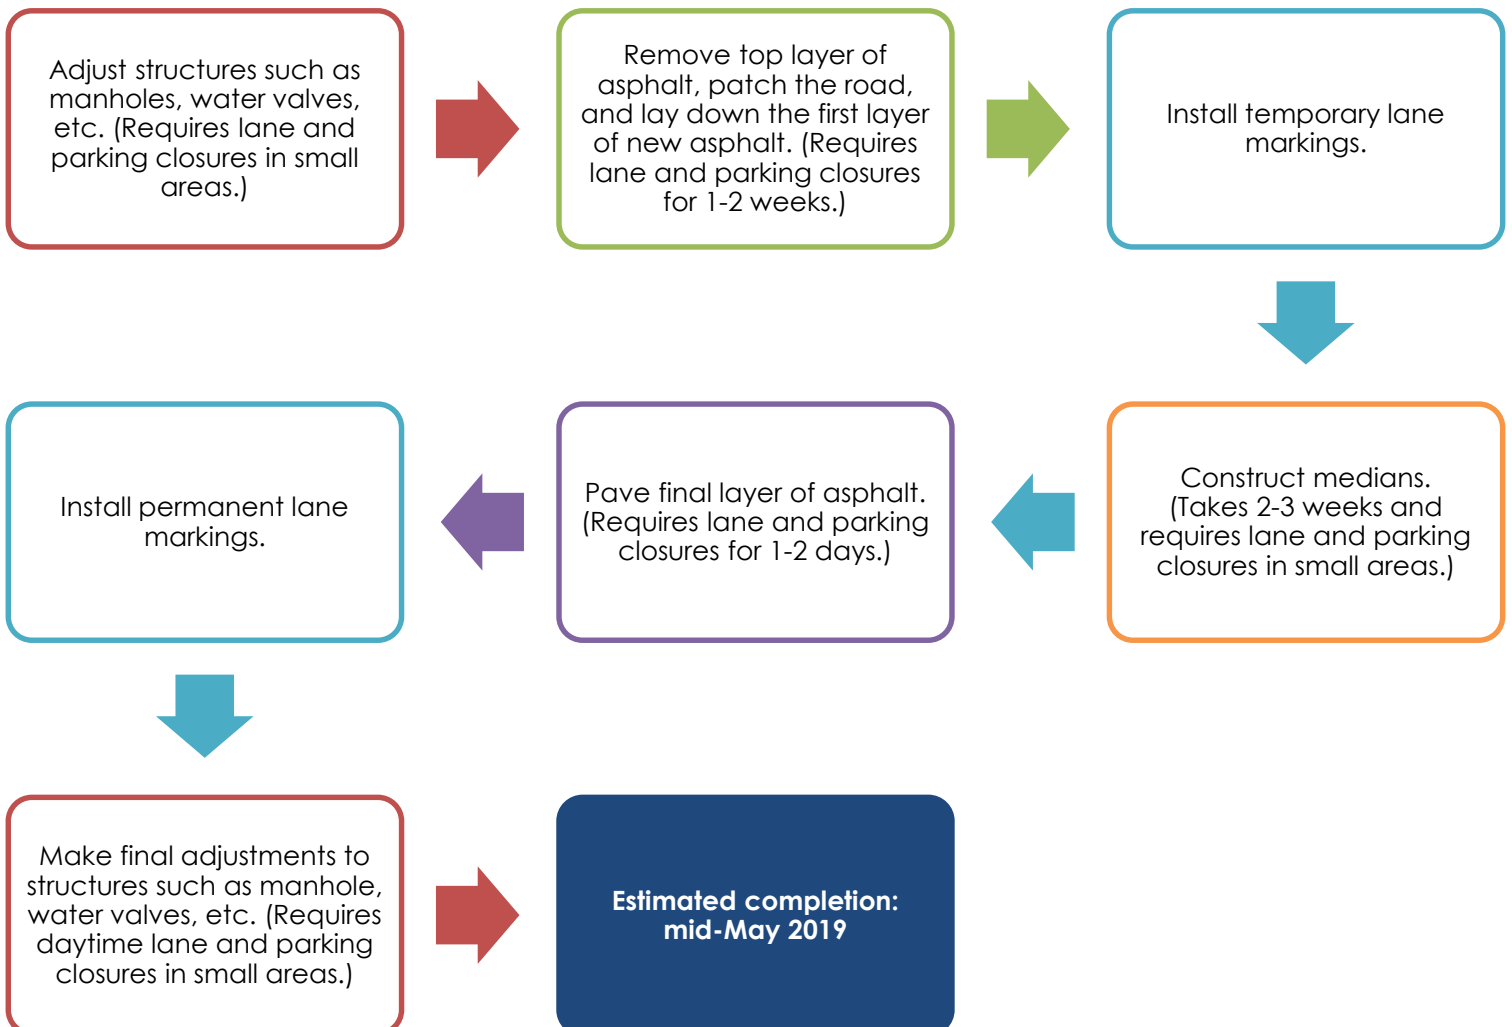 Adjust structures such as
manholes, water valves,
etc. (Requires lane and
parking closures in small
areas.)
Remove top layer of
asphalt, patch the road,
and lay down the first layer
of new asphalt. (Requires
lane and parking closures
for 1-2 weeks.)
Install temporary lane
markings.
Construct medians.
(Takes 2-3 weeks and
requires lane and parking
closures in small areas.)
Pave final layer of asphalt.
(Requires lane and parking
closures for 1-2 days.)
Install permanent lane
markings.
Make final adjustments to
structures such as manhole,
water valves, etc. (Requires
daytime lane and parking
closures in small areas.)
Estimated completion:
mid-May 2019